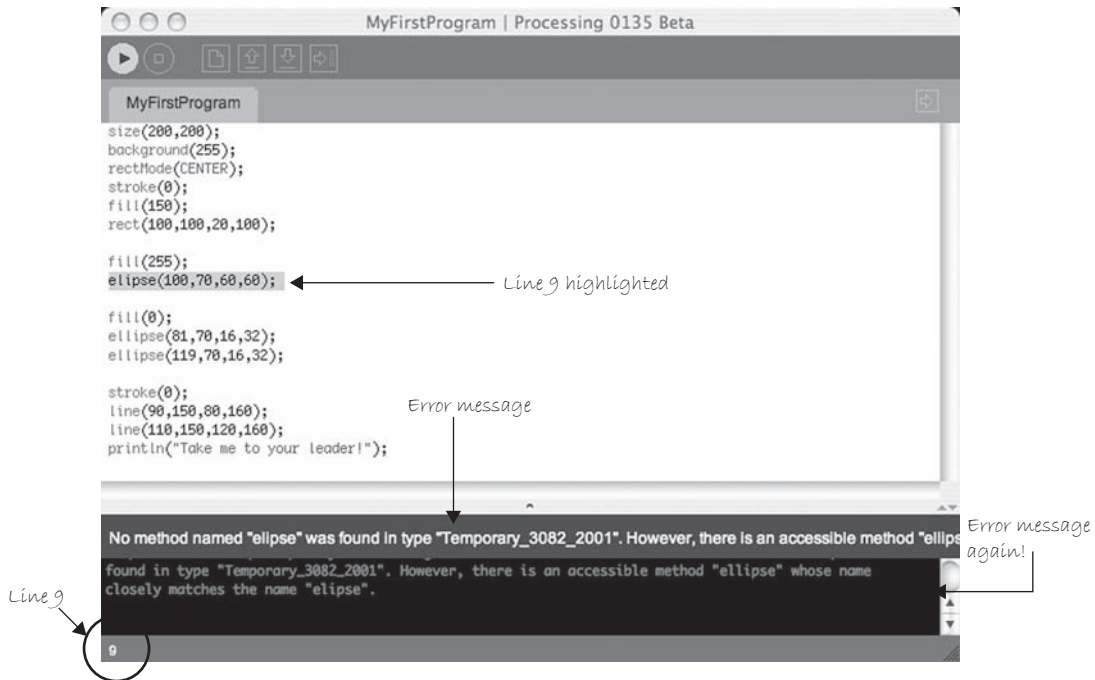 MyFirstProgram | Processing 0135 Beta
MyFirstProgram
size(200,200);
background(255);
rectMode(CENTER);
stroke(0);
fill(150);
rect(100,100,20,100);
fill(255);
elipse(100,70,60,60);
Line 9 highlighted
fill(0);
ellipse(81,70,16,32);
ellipse(119,70,16,32);
stroke(0);
line(90,150,80,160);
line(110,150,120,160);
println("Take me to your leader!");
Error message
No method named "elipse" was found in type "Temporary_3082_2001". However, there is an accessible method "ellips
Error message
again!
found in type "Temporary_3082_2001". However, there is an accessible method "ellipse" whose name
closely matches the name "elipse".
Line 9
9